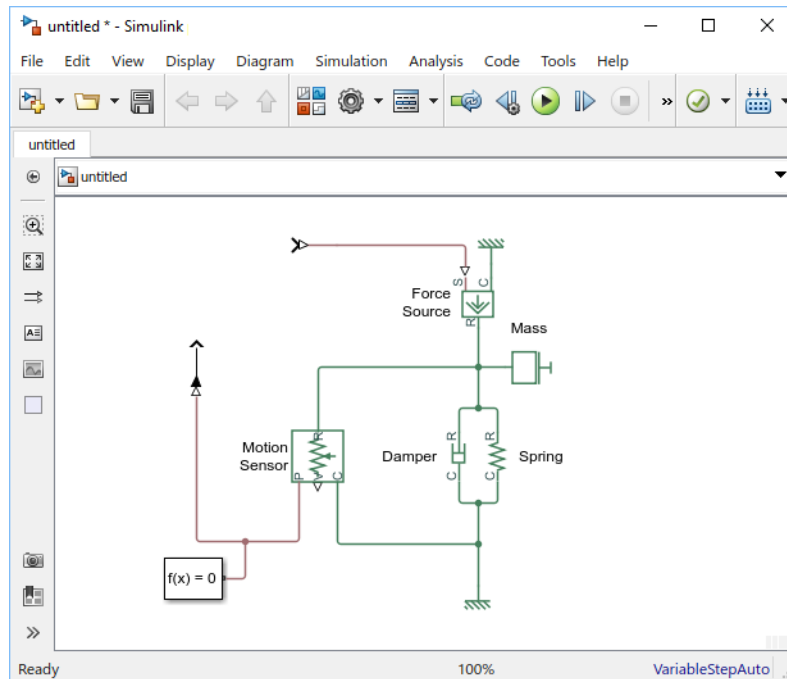 untitled * - Simulink
File Edit View Display Diagram Simulation Analysis Code Tools Help
untitled
untitled
S C
Force
Source
R
Mass
R
Motion
Sensor
P V C
R R
Damper Spring
C C
f(x) = 0
Ready 100% VariableStepAuto